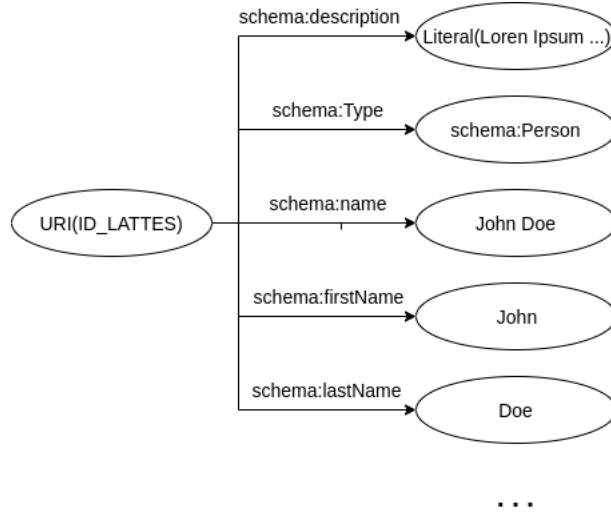 schema:description
Literal(Loren Ipsum ...)
schema:Type
schema:Person
URI(ID_LATTES)
schema:name
John Doe
schema:firstName
John
schema:lastName
Doe
...